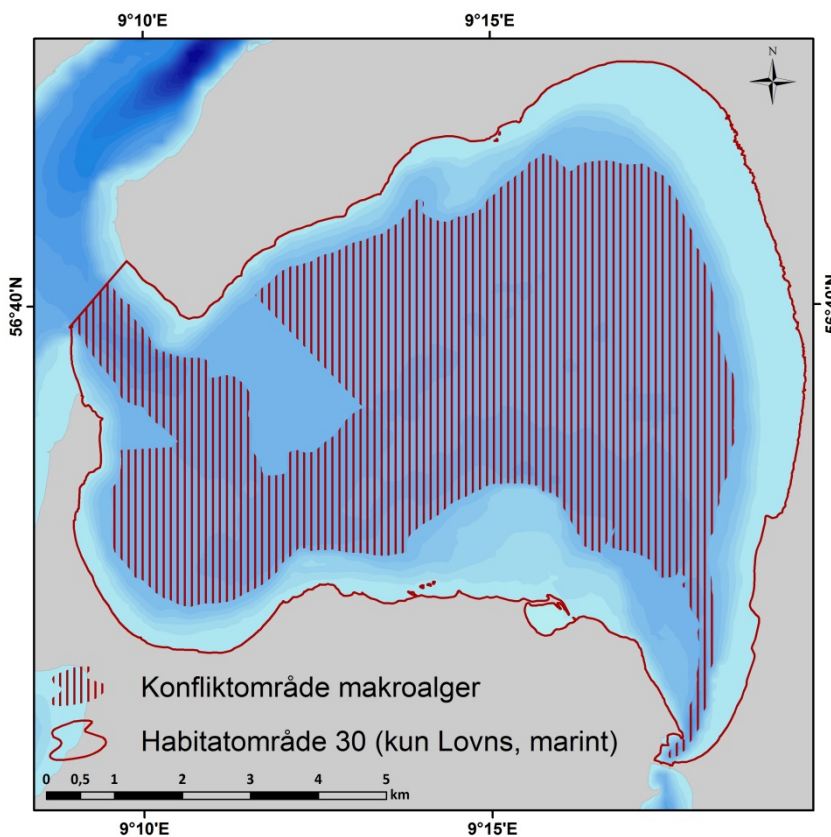 9°10'E 9°15'E
N
56°40'N 56°40'N
Konfliktområde makroalger
Habitatområde 30 (kun Lovns, marint)
0 0,5 1 2 3 4 5
km
9°10'E 9°15'E